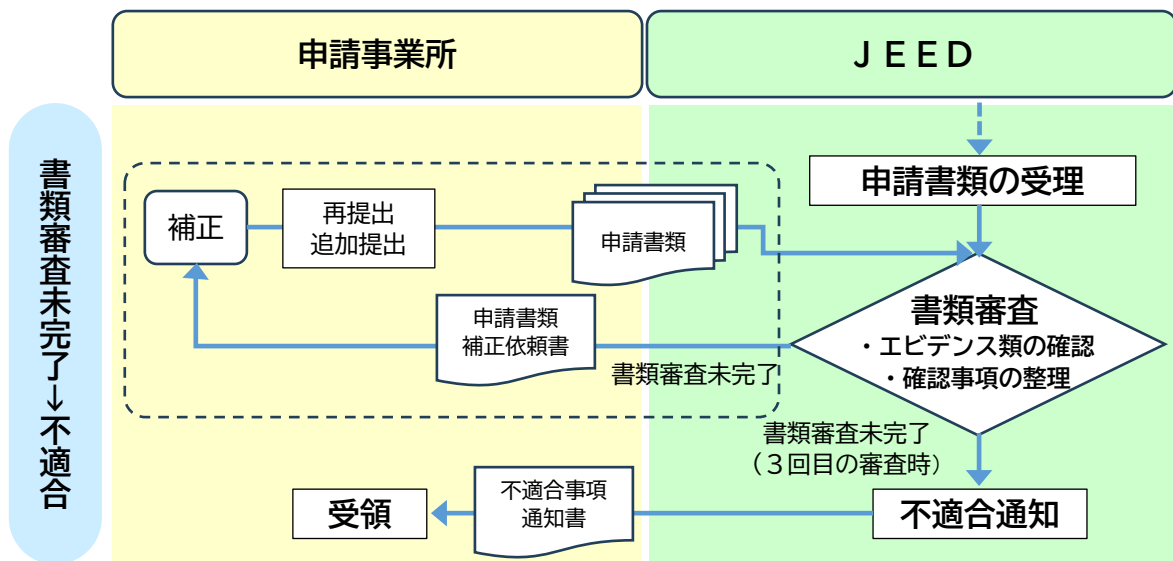 申請事業所
ＪＥＥＤ
書類審査未完了→不適合
申請書類の受理
補正
再提出
追加提出
申請書類
書類審査
・エビデンス類の確認
・確認事項の整理
申請書類
補正依頼書
書類審査未完了
書類審査未完了
（３回目の審査時）
受領
不適合事項
通知書
不適合通知